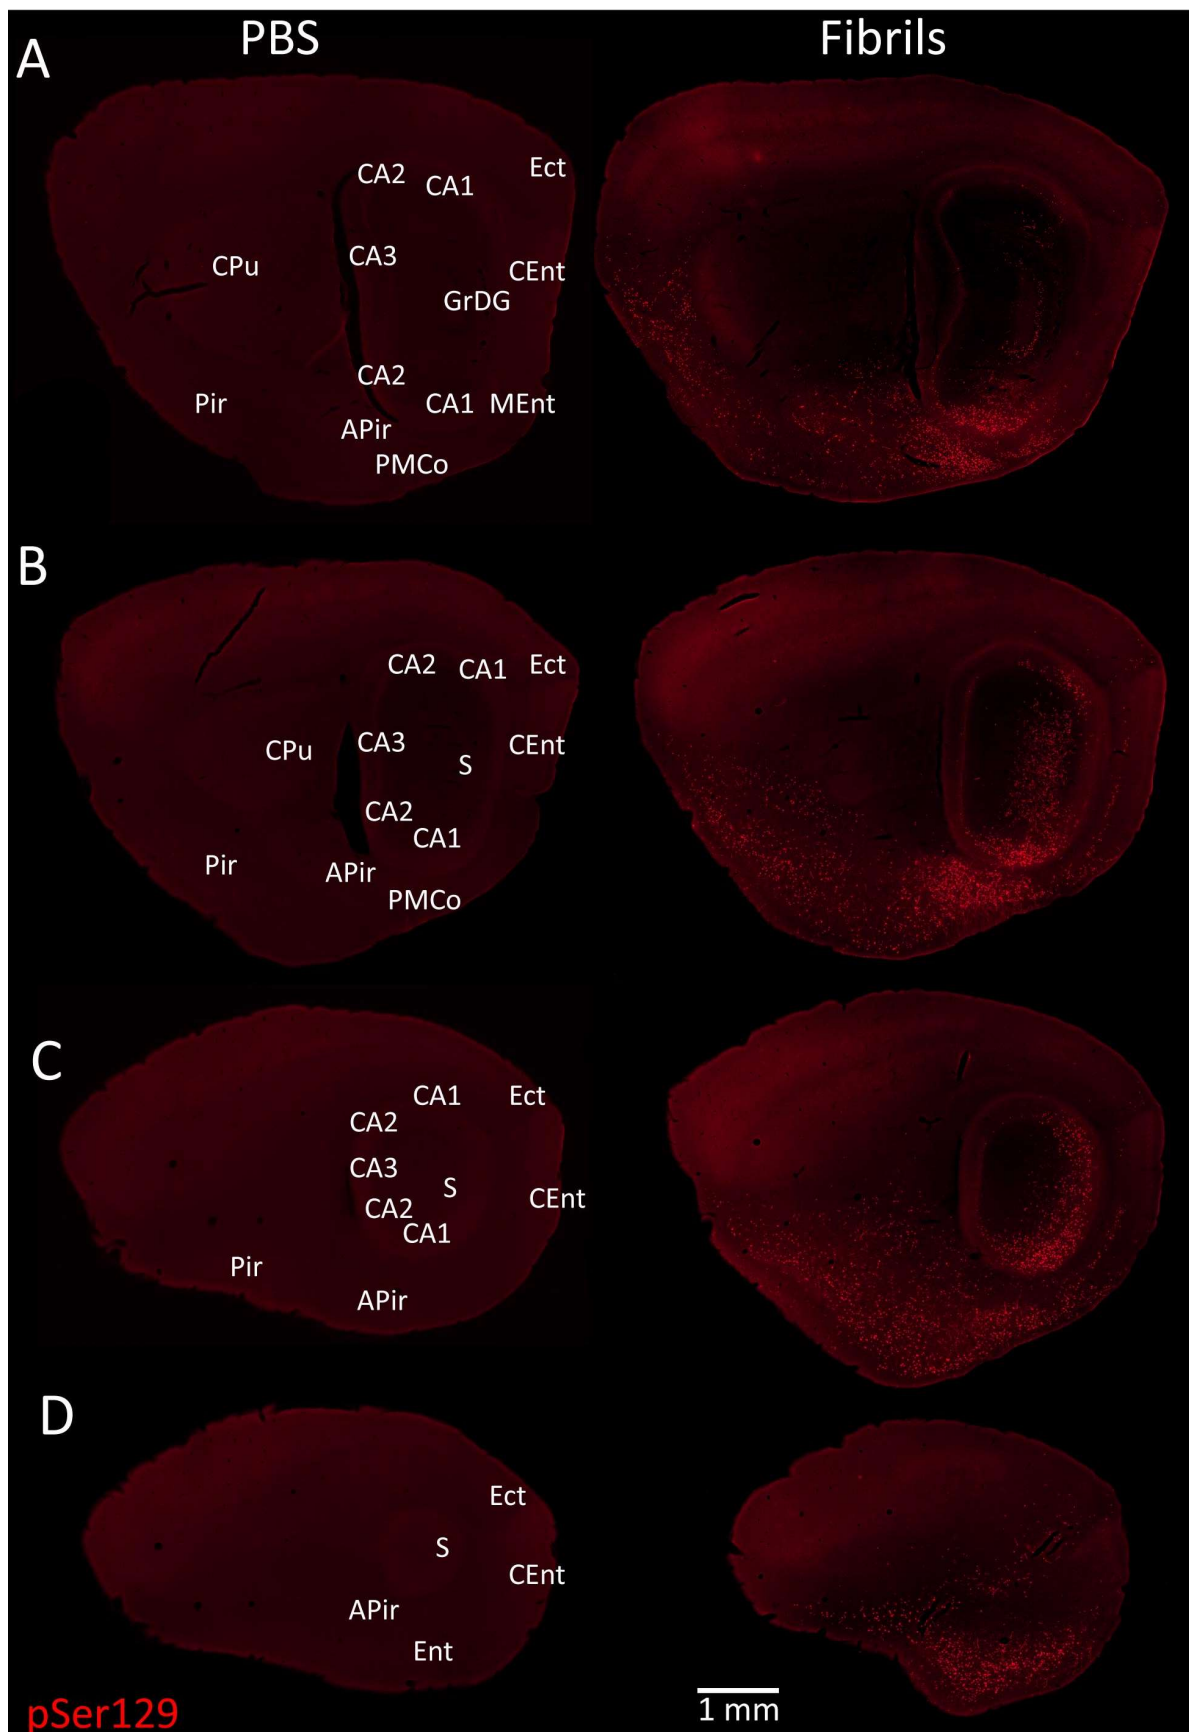 PBS Fibrils
A
CA2 CA1 Ect
CPu CA3 CEnt
GrDG
CA2
Pir CA1 MEnt
APir
PMCo
B
CA2 CA1 Ect
CPu CA3 CEnt
S
CA2
CA1
Pir APir
PMCo
C
CA1 Ect
CA2
CA3
S CEnt
CA2
CA1
Pir
APir
D
Ect
S
CEnt
APir
Ent
pSer129 1 mm